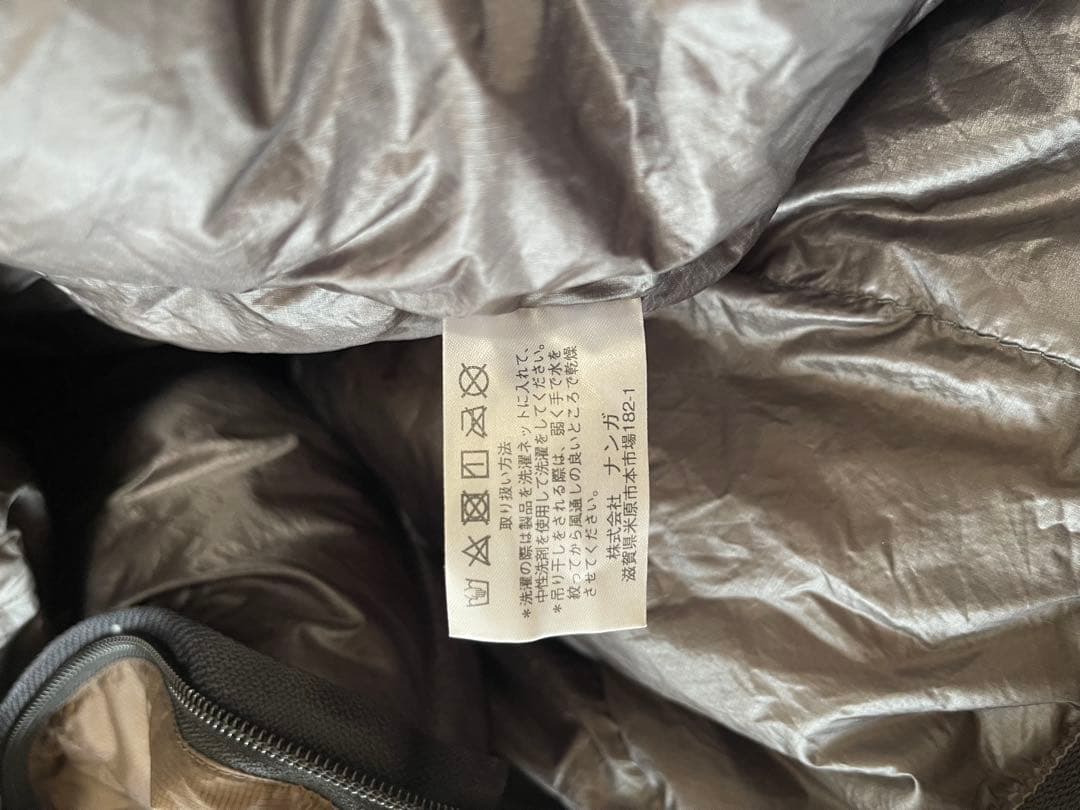 取り扱い方法
*洗濯の際は製品を洗濯ネットに入れて、
中性洗剤を使用して洗濯をしてください。
*吊り干しをされる際は、弱く手で水を
絞ってから風通しの良いところで乾燥
させてください。
株式会社 ナンガ
滋賀県米原市本市場182-1